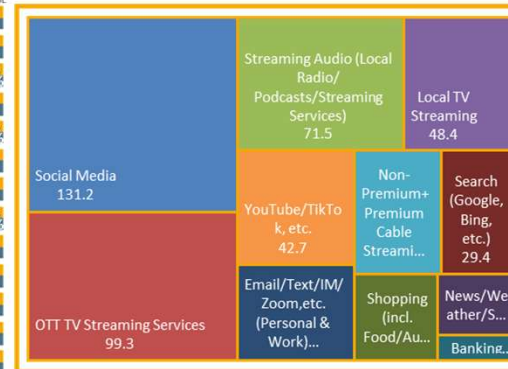 Social Media
131.2
OTT TV Streaming Services
99.3
Streaming Audio (Local
Radio/
Podcasts/Streaming
Services)
71.5
Local TV
Streaming
48.4
YouTube/TikTo
k, etc.
42.7
Non-
Premium+
Premium
Cable
Streami...
Search
(Google,
Bing,
etc.)
29.4
Email/Text/IM/
Zoom,etc.
(Personal &
Work)...
Shopping
(incl.
Food/Au...
News/We
ather/S...
Banking...